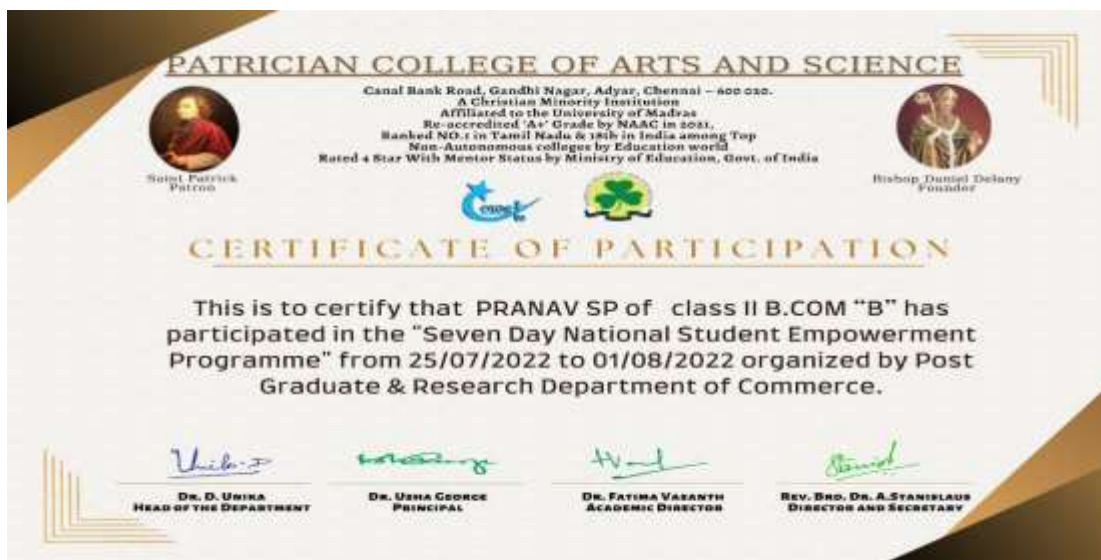 PATRICIAN COLLEGE OF ARTS AND SCIENCE
Canal Bank Road, Gandhi Nagar, Adyar, Chennai – 600 020.
A Christian Minority Institution
Affiliated to the University of Madras
Re-accredited 'A+' Grade by NAAC in 2021,
Ranked NO.1 in Tamil Nadu & 18th in India among Top
Non-Autonomous colleges by Education world
Rated 4 Star With Mentor Status by Ministry of Education, Govt. of India
Saint Patrick
Patron
Bishop Daniel Delany
Founder
CERTIFICATE OF PARTICIPATION
This is to certify that PRANAV SP of class II B.COM “B” has
participated in the “Seven Day National Student Empowerment
Programme” from 25/07/2022 to 01/08/2022 organized by Post
Graduate & Research Department of Commerce.
DR. D. UNIKA
HEAD OF THE DEPARTMENT
DR. USHA GEORGE
PRINCIPAL
DR. FATIMA VASANTH
ACADEMIC DIRECTOR
REV. BRO. DR. A.STANISLAUS
DIRECTOR AND SECRETARY